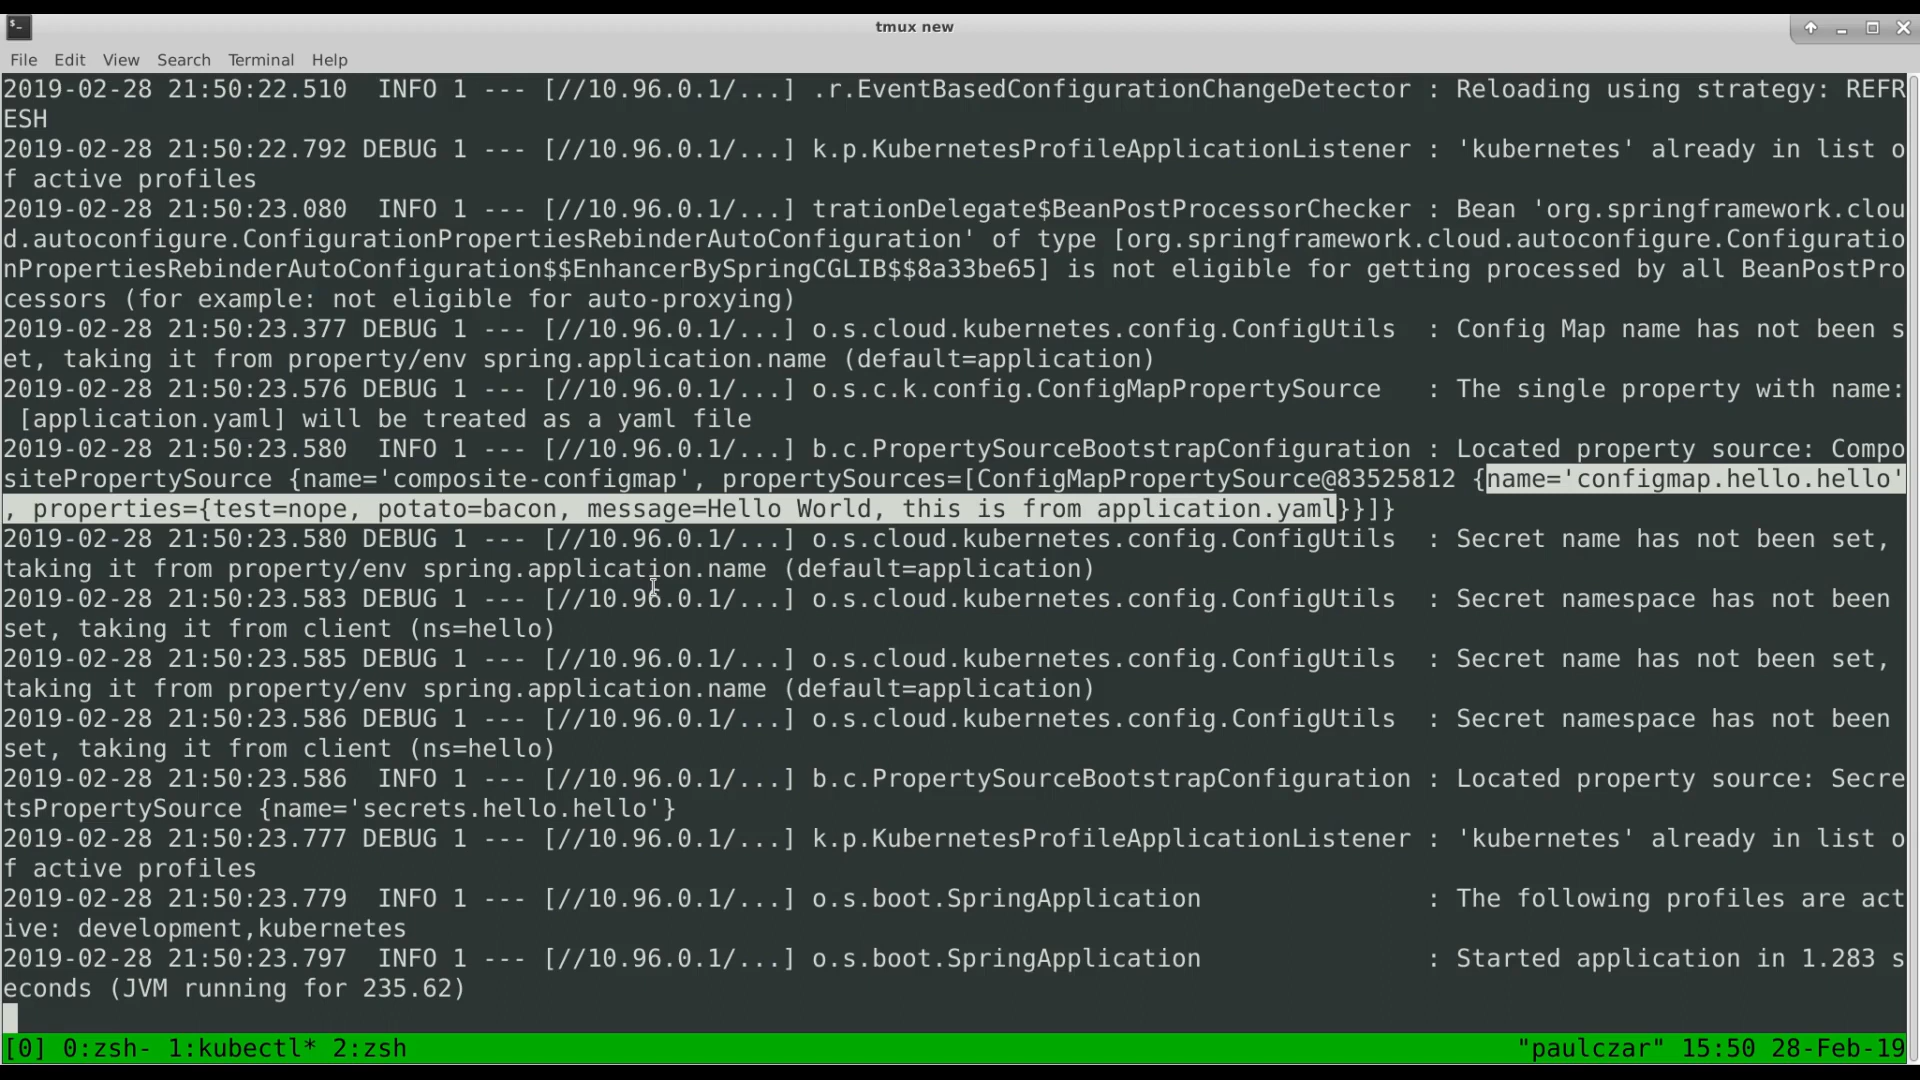 tmux new
File Edit View Search Terminal Help
2019-02-28 21:50:22.510  INFO 1 --- [//10.96.0.1/...] .r.EventBasedConfigurationChangeDetector : Reloading using strategy: REFR
ESH
2019-02-28 21:50:22.792 DEBUG 1 --- [//10.96.0.1/...] k.p.KubernetesProfileApplicationListener : 'kubernetes' already in list o
f active profiles
2019-02-28 21:50:23.080  INFO 1 --- [//10.96.0.1/...] trationDelegate$BeanPostProcessorChecker : Bean 'org.springframework.clou
d.autoconfigure.ConfigurationPropertiesRebinderAutoConfiguration' of type [org.springframework.cloud.autoconfigure.Configuratio
nPropertiesRebinderAutoConfiguration$$EnhancerBySpringCGLIB$$8a33be65] is not eligible for getting processed by all BeanPostPro
cessors (for example: not eligible for auto-proxying)
2019-02-28 21:50:23.377 DEBUG 1 --- [//10.96.0.1/...] o.s.cloud.kubernetes.config.ConfigUtils  : Config Map name has not been s
et, taking it from property/env spring.application.name (default=application)
2019-02-28 21:50:23.576 DEBUG 1 --- [//10.96.0.1/...] o.s.c.k.config.ConfigMapPropertySource   : The single property with name:
 [application.yaml] will be treated as a yaml file
2019-02-28 21:50:23.580  INFO 1 --- [//10.96.0.1/...] b.c.PropertySourceBootstrapConfiguration : Located property source: Compo
sitePropertySource {name='composite-configmap', propertySources=[ConfigMapPropertySource@83525812 {name='configmap.hello.hello'
, properties={test=nope, potato=bacon, message=Hello World, this is from application.yaml}}]}
2019-02-28 21:50:23.580 DEBUG 1 --- [//10.96.0.1/...] o.s.cloud.kubernetes.config.ConfigUtils  : Secret name has not been set,
taking it from property/env spring.application.name (default=application)
2019-02-28 21:50:23.583 DEBUG 1 --- [//10.96.0.1/...] o.s.cloud.kubernetes.config.ConfigUtils  : Secret namespace has not been
set, taking it from client (ns=hello)
2019-02-28 21:50:23.585 DEBUG 1 --- [//10.96.0.1/...] o.s.cloud.kubernetes.config.ConfigUtils  : Secret name has not been set,
taking it from property/env spring.application.name (default=application)
2019-02-28 21:50:23.586 DEBUG 1 --- [//10.96.0.1/...] o.s.cloud.kubernetes.config.ConfigUtils  : Secret namespace has not been
set, taking it from client (ns=hello)
2019-02-28 21:50:23.586  INFO 1 --- [//10.96.0.1/...] b.c.PropertySourceBootstrapConfiguration : Located property source: Secre
tsPropertySource {name='secrets.hello.hello'}
2019-02-28 21:50:23.777 DEBUG 1 --- [//10.96.0.1/...] k.p.KubernetesProfileApplicationListener : 'kubernetes' already in list o
f active profiles
2019-02-28 21:50:23.779  INFO 1 --- [//10.96.0.1/...] o.s.boot.SpringApplication               : The following profiles are act
ive: development,kubernetes
2019-02-28 21:50:23.797  INFO 1 --- [//10.96.0.1/...] o.s.boot.SpringApplication               : Started application in 1.283 s
econds (JVM running for 235.62)
[0] 0:zsh- 1:kubectl* 2:zsh "paulczar" 15:50 28-Feb-19